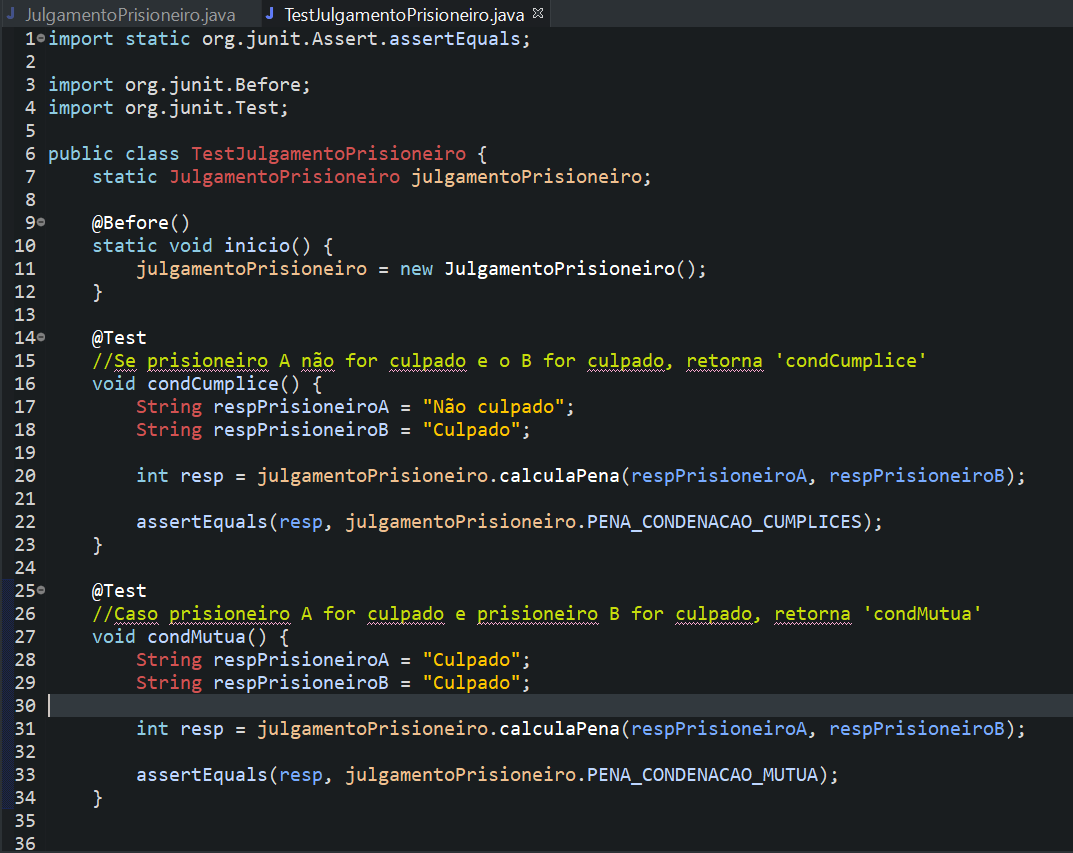 JulgamentoPrisioneiro.java TestJulgamentoPrisioneiro.java
1 import static org.junit.Assert.assertEquals;
2
3 import org.junit.Before;
4 import org.junit.Test;
5
6 public class TestJulgamentoPrisioneiro {
7     static JulgamentoPrisioneiro julgamentoPrisioneiro;
8
9     @Before()
10     static void inicio() {
11         julgamentoPrisioneiro = new JulgamentoPrisioneiro();
12     }
13
14     @Test
15     //Se prisioneiro A não for culpado e o B for culpado, retorna 'condCumplice'
16     void condCumplice() {
17         String respPrisioneiroA = "Não culpado";
18         String respPrisioneiroB = "Culpado";
19
20         int resp = julgamentoPrisioneiro.calculaPena(respPrisioneiroA, respPrisioneiroB);
21
22         assertEquals(resp, julgamentoPrisioneiro.PENA_CONDENACAO_CUMPLICES);
23     }
24
25     @Test
26     //Caso prisioneiro A for culpado e prisioneiro B for culpado, retorna 'condMutua'
27     void condMutua() {
28         String respPrisioneiroA = "Culpado";
29         String respPrisioneiroB = "Culpado";
30
31         int resp = julgamentoPrisioneiro.calculaPena(respPrisioneiroA, respPrisioneiroB);
32
33         assertEquals(resp, julgamentoPrisioneiro.PENA_CONDENACAO_MUTUA);
34     }
35
36